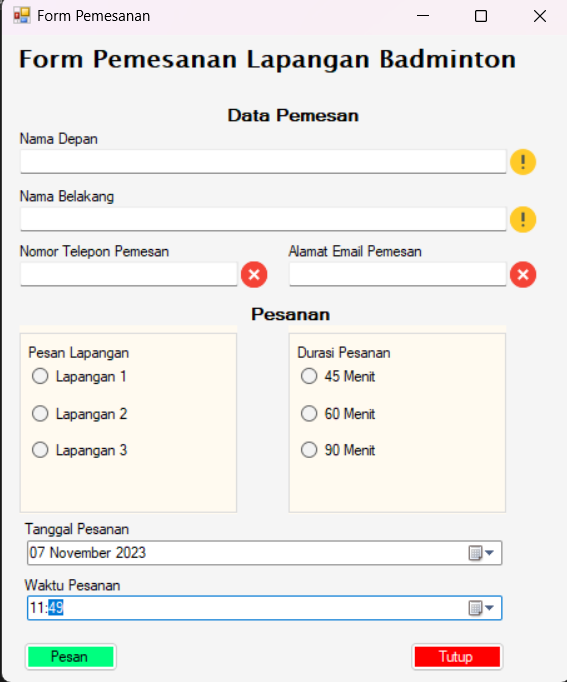 Form Pemesanan
Form Pemesanan Lapangan Badminton
Data Pemesan
Nama Depan
Nama Belakang
Nomor Telepon Pemesan
Alamat Email Pemesan
Pesanan
Pesan Lapangan
Lapangan 1
Lapangan 2
Lapangan 3
Durasi Pesanan
45 Menit
60 Menit
90 Menit
Tanggal Pesanan
07 November 2023
Waktu Pesanan
11:49
Pesan
Tutup